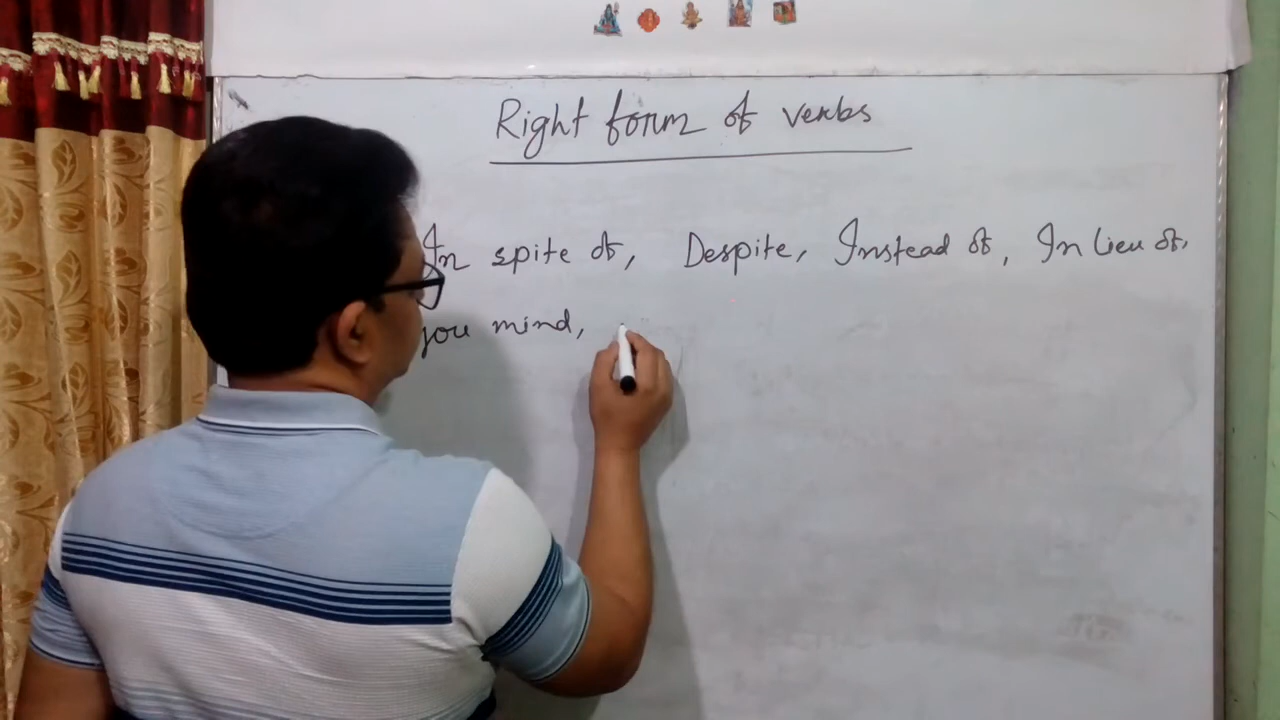 Right form of verbs
In spite of, Despite, Instead of, In lieu of,
you mind,